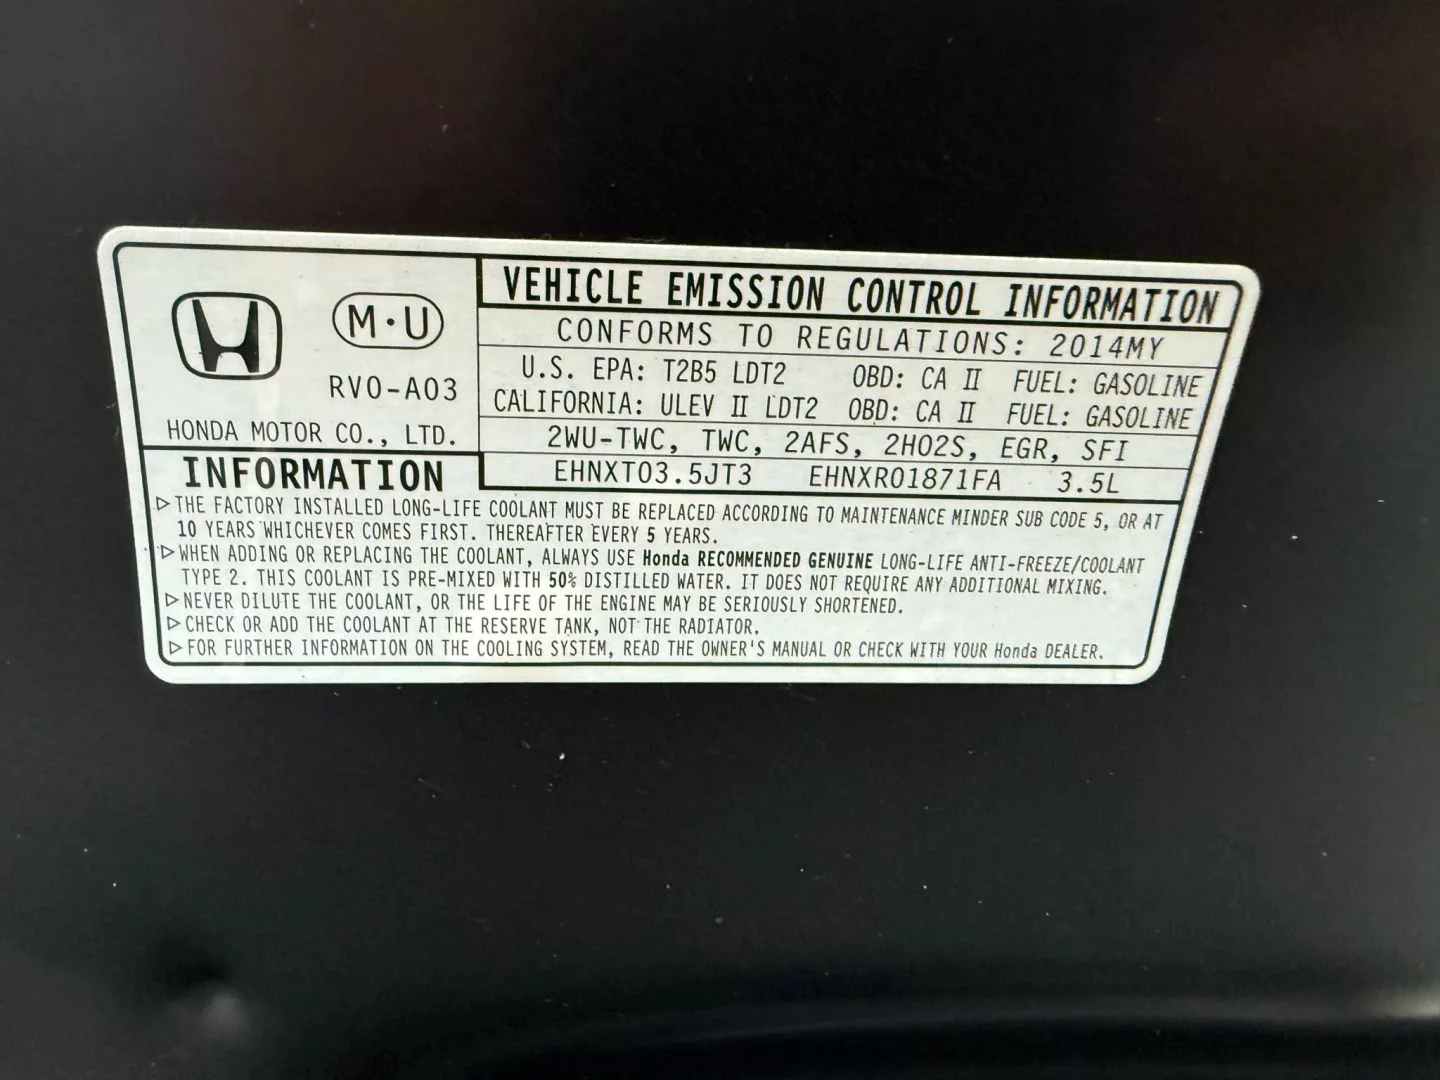 M·U
RV0-A03
HONDA MOTOR CO., LTD.
VEHICLE EMISSION CONTROL INFORMATION
CONFORMS TO REGULATIONS: 2014MY
U.S. EPA: T2B5 LDT2 OBD: CA II FUEL: GASOLINE
CALIFORNIA: ULEV II LDT2 OBD: CA II FUEL: GASOLINE
2WU-TWC, TWC, 2AFS, 2HO2S, EGR, SFI
EHNXT03.5JT3 EHNXR01871FA 3.5L
INFORMATION
▷THE FACTORY INSTALLED LONG-LIFE COOLANT MUST BE REPLACED ACCORDING TO MAINTENANCE MINDER SUB CODE 5, OR AT
10 YEARS WHICHEVER COMES FIRST. THEREAFTER EVERY 5 YEARS.
▷WHEN ADDING OR REPLACING THE COOLANT, ALWAYS USE Honda RECOMMENDED GENUINE LONG-LIFE ANTI-FREEZE/COOLANT
TYPE 2. THIS COOLANT IS PRE-MIXED WITH 50% DISTILLED WATER. IT DOES NOT REQUIRE ANY ADDITIONAL MIXING.
▷NEVER DILUTE THE COOLANT, OR THE LIFE OF THE ENGINE MAY BE SERIOUSLY SHORTENED.
▷CHECK OR ADD THE COOLANT AT THE RESERVE TANK, NOT THE RADIATOR.
▷FOR FURTHER INFORMATION ON THE COOLING SYSTEM, READ THE OWNER'S MANUAL OR CHECK WITH YOUR Honda DEALER.